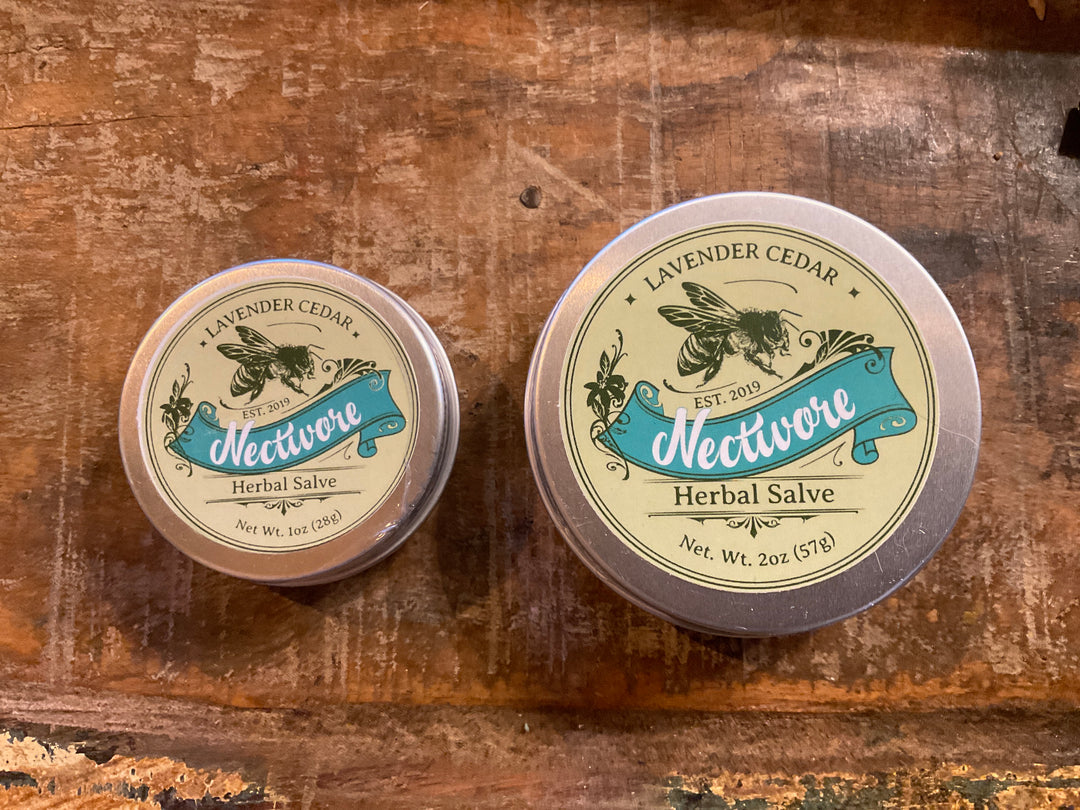 LAVENDER CEDAR
EST. 2019
Nectivore
Herbal Salve
Net Wt. 1oz (28g)
LAVENDER CEDAR
EST. 2019
Nectivore
Herbal Salve
Net. Wt. 2oz (57g)